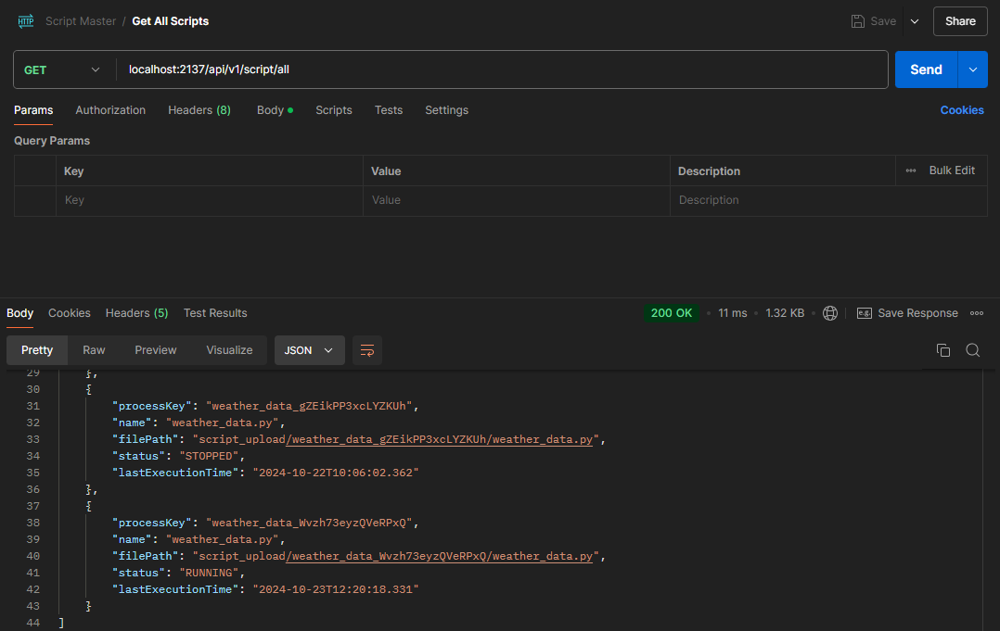 HTTP Script Master / Get All Scripts Save Share
GET localhost:2137/api/v1/script/all Send
Params Authorization Headers (8) Body Scripts Tests Settings Cookies
Query Params
Key Value Description ••• Bulk Edit
Key Value Description
Body Cookies Headers (5) Test Results 200 OK • 11 ms • 1.32 KB • e.g. Save Response
Pretty Raw Preview Visualize JSON
29 },
30 {
31 "processKey": "weather_data_gZEikPP3xcLYZKUh",
32 "name": "weather_data.py",
33 "filePath": "script_upload/weather_data_gZEikPP3xcLYZKUh/weather_data.py",
34 "status": "STOPPED",
35 "lastExecutionTime": "2024-10-22T10:06:02.362"
36 },
37 {
38 "processKey": "weather_data_Wvzh73eyzQVeRPxQ",
39 "name": "weather_data.py",
40 "filePath": "script_upload/weather_data_Wvzh73eyzQVeRPxQ/weather_data.py",
41 "status": "RUNNING",
42 "lastExecutionTime": "2024-10-23T12:20:18.331"
43 }
44 ]